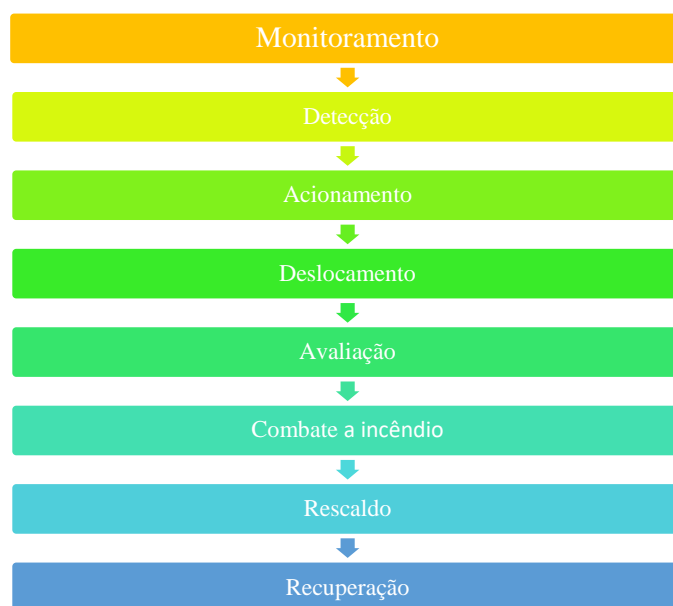 Monitoramento
Detecção
Acionamento
Deslocamento
Avaliação
Combate a incêndio
Rescaldo
Recuperação